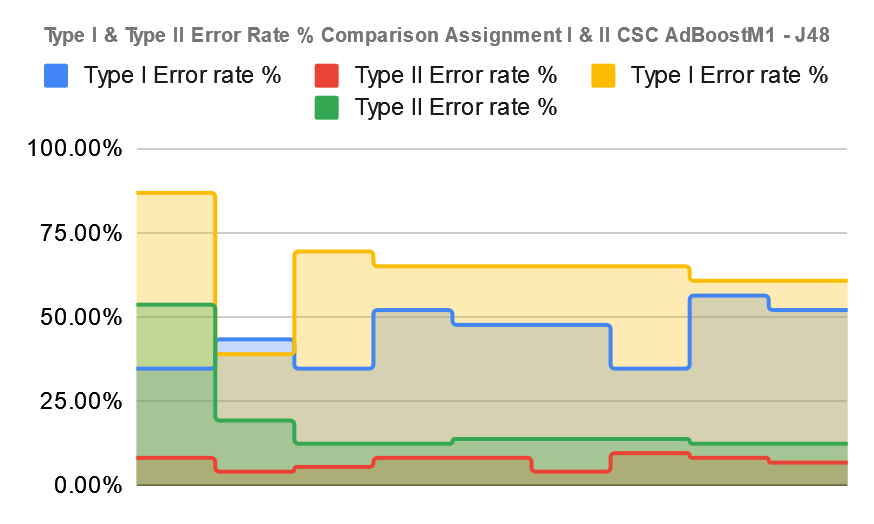 Type I & Type II Error Rate % Comparison Assignment I & II CSC AdBoostM1 - J48
Type I Error rate % Type II Error rate % Type I Error rate %
Type II Error rate %
100.00%
75.00%
50.00%
25.00%
0.00%